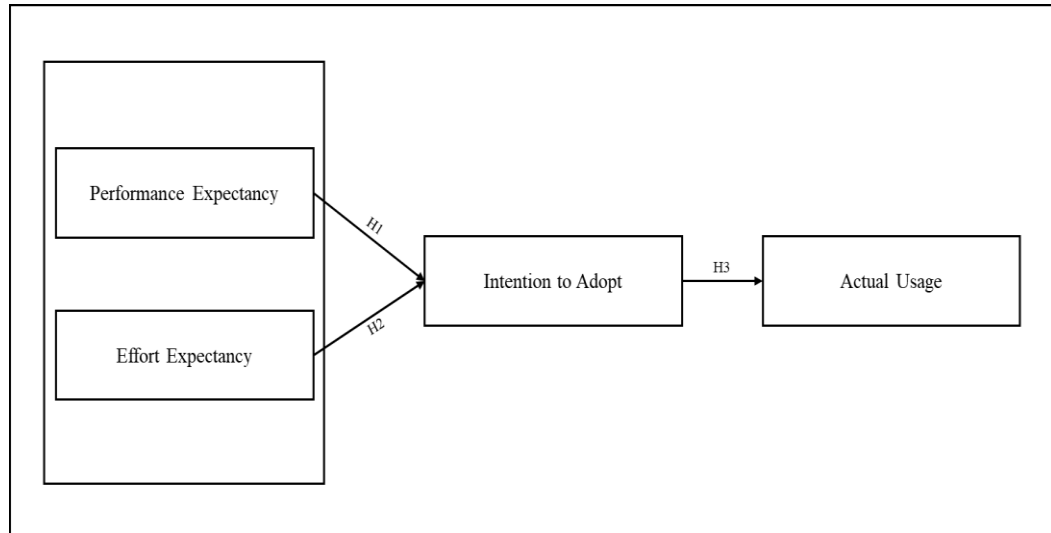 Performance Expectancy
H1
Effort Expectancy
H2
Intention to Adopt
H3
Actual Usage